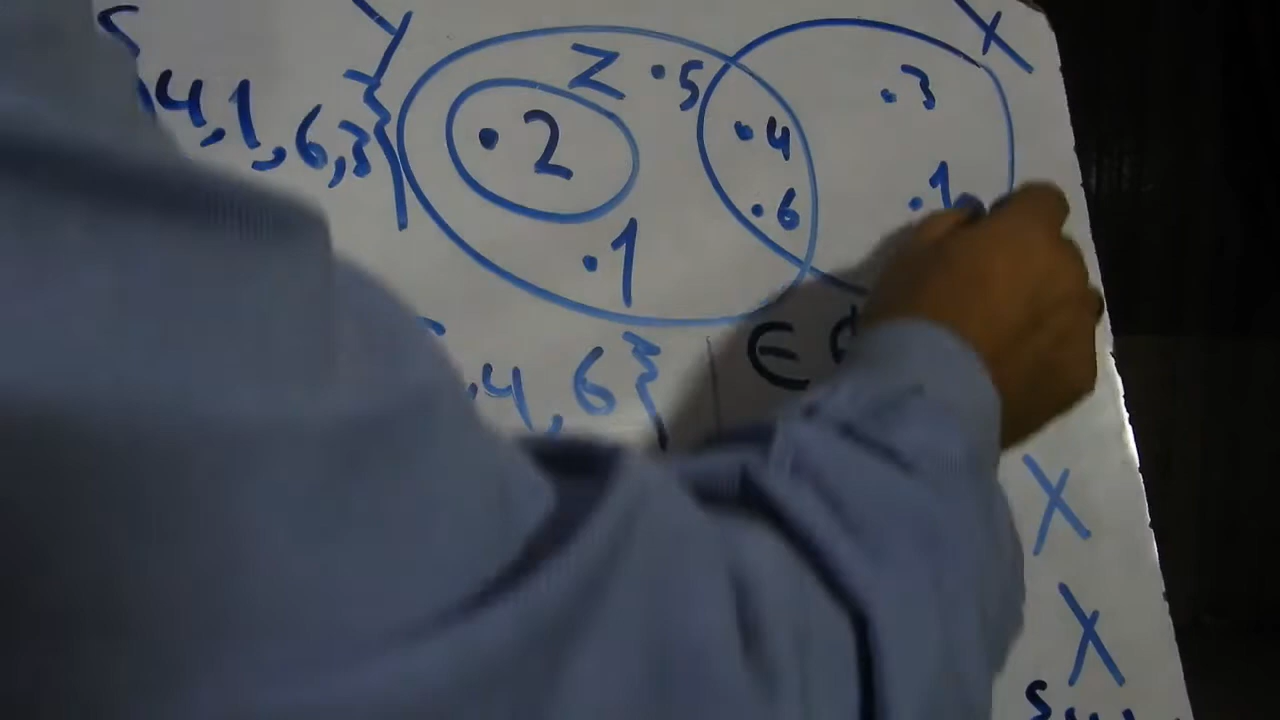 Y
X
Z
.5
.3
4,1,6,3}
.2
.4
.1
.6
.1
,4,6}
∈
X
X